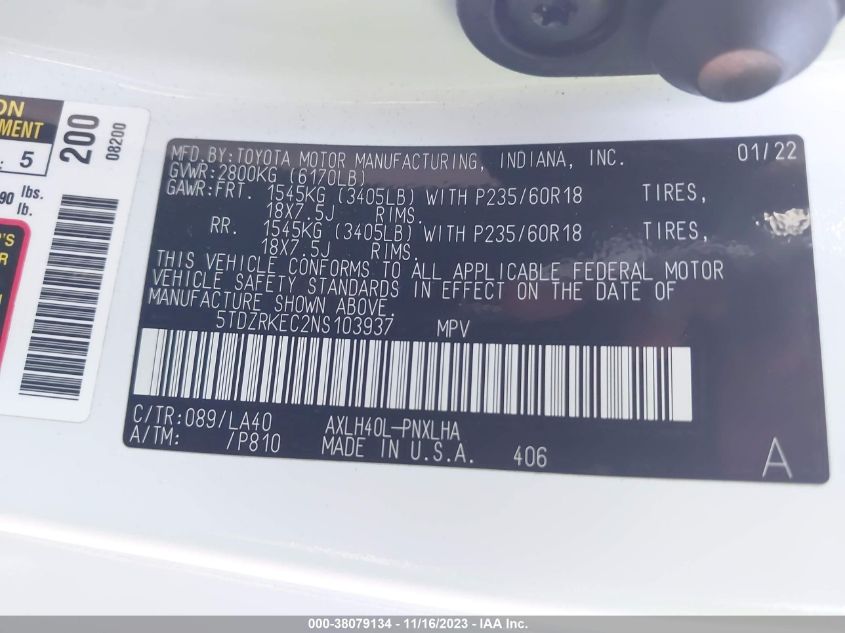 ON
MENT
: 5
200
08200
90 lbs.
lb.
R'S
OR
MFD.BY:TOYOTA MOTOR MANUFACTURING, INDIANA, INC. 01/22
GVWR:2800KG (6170LB)
GAWR:FRT. 1545KG (3405LB) WITH P235/60R18 TIRES,
18X7.5J RIMS.
RR. 1545KG (3405LB) WITH P235/60R18 TIRES,
18X7.5J RIMS.
THIS VEHICLE CONFORMS TO ALL APPLICABLE FEDERAL MOTOR
VEHICLE SAFETY STANDARDS IN EFFECT ON THE DATE OF
MANUFACTURE SHOWN ABOVE.
5TDZRKEC2NS103937 MPV
C/TR:089/LA40 AXLH40L-PNXLHA
A/TM: /P810 MADE IN U.S.A. 406
A
000-38079134 - 11/16/2023 - IAA Inc.